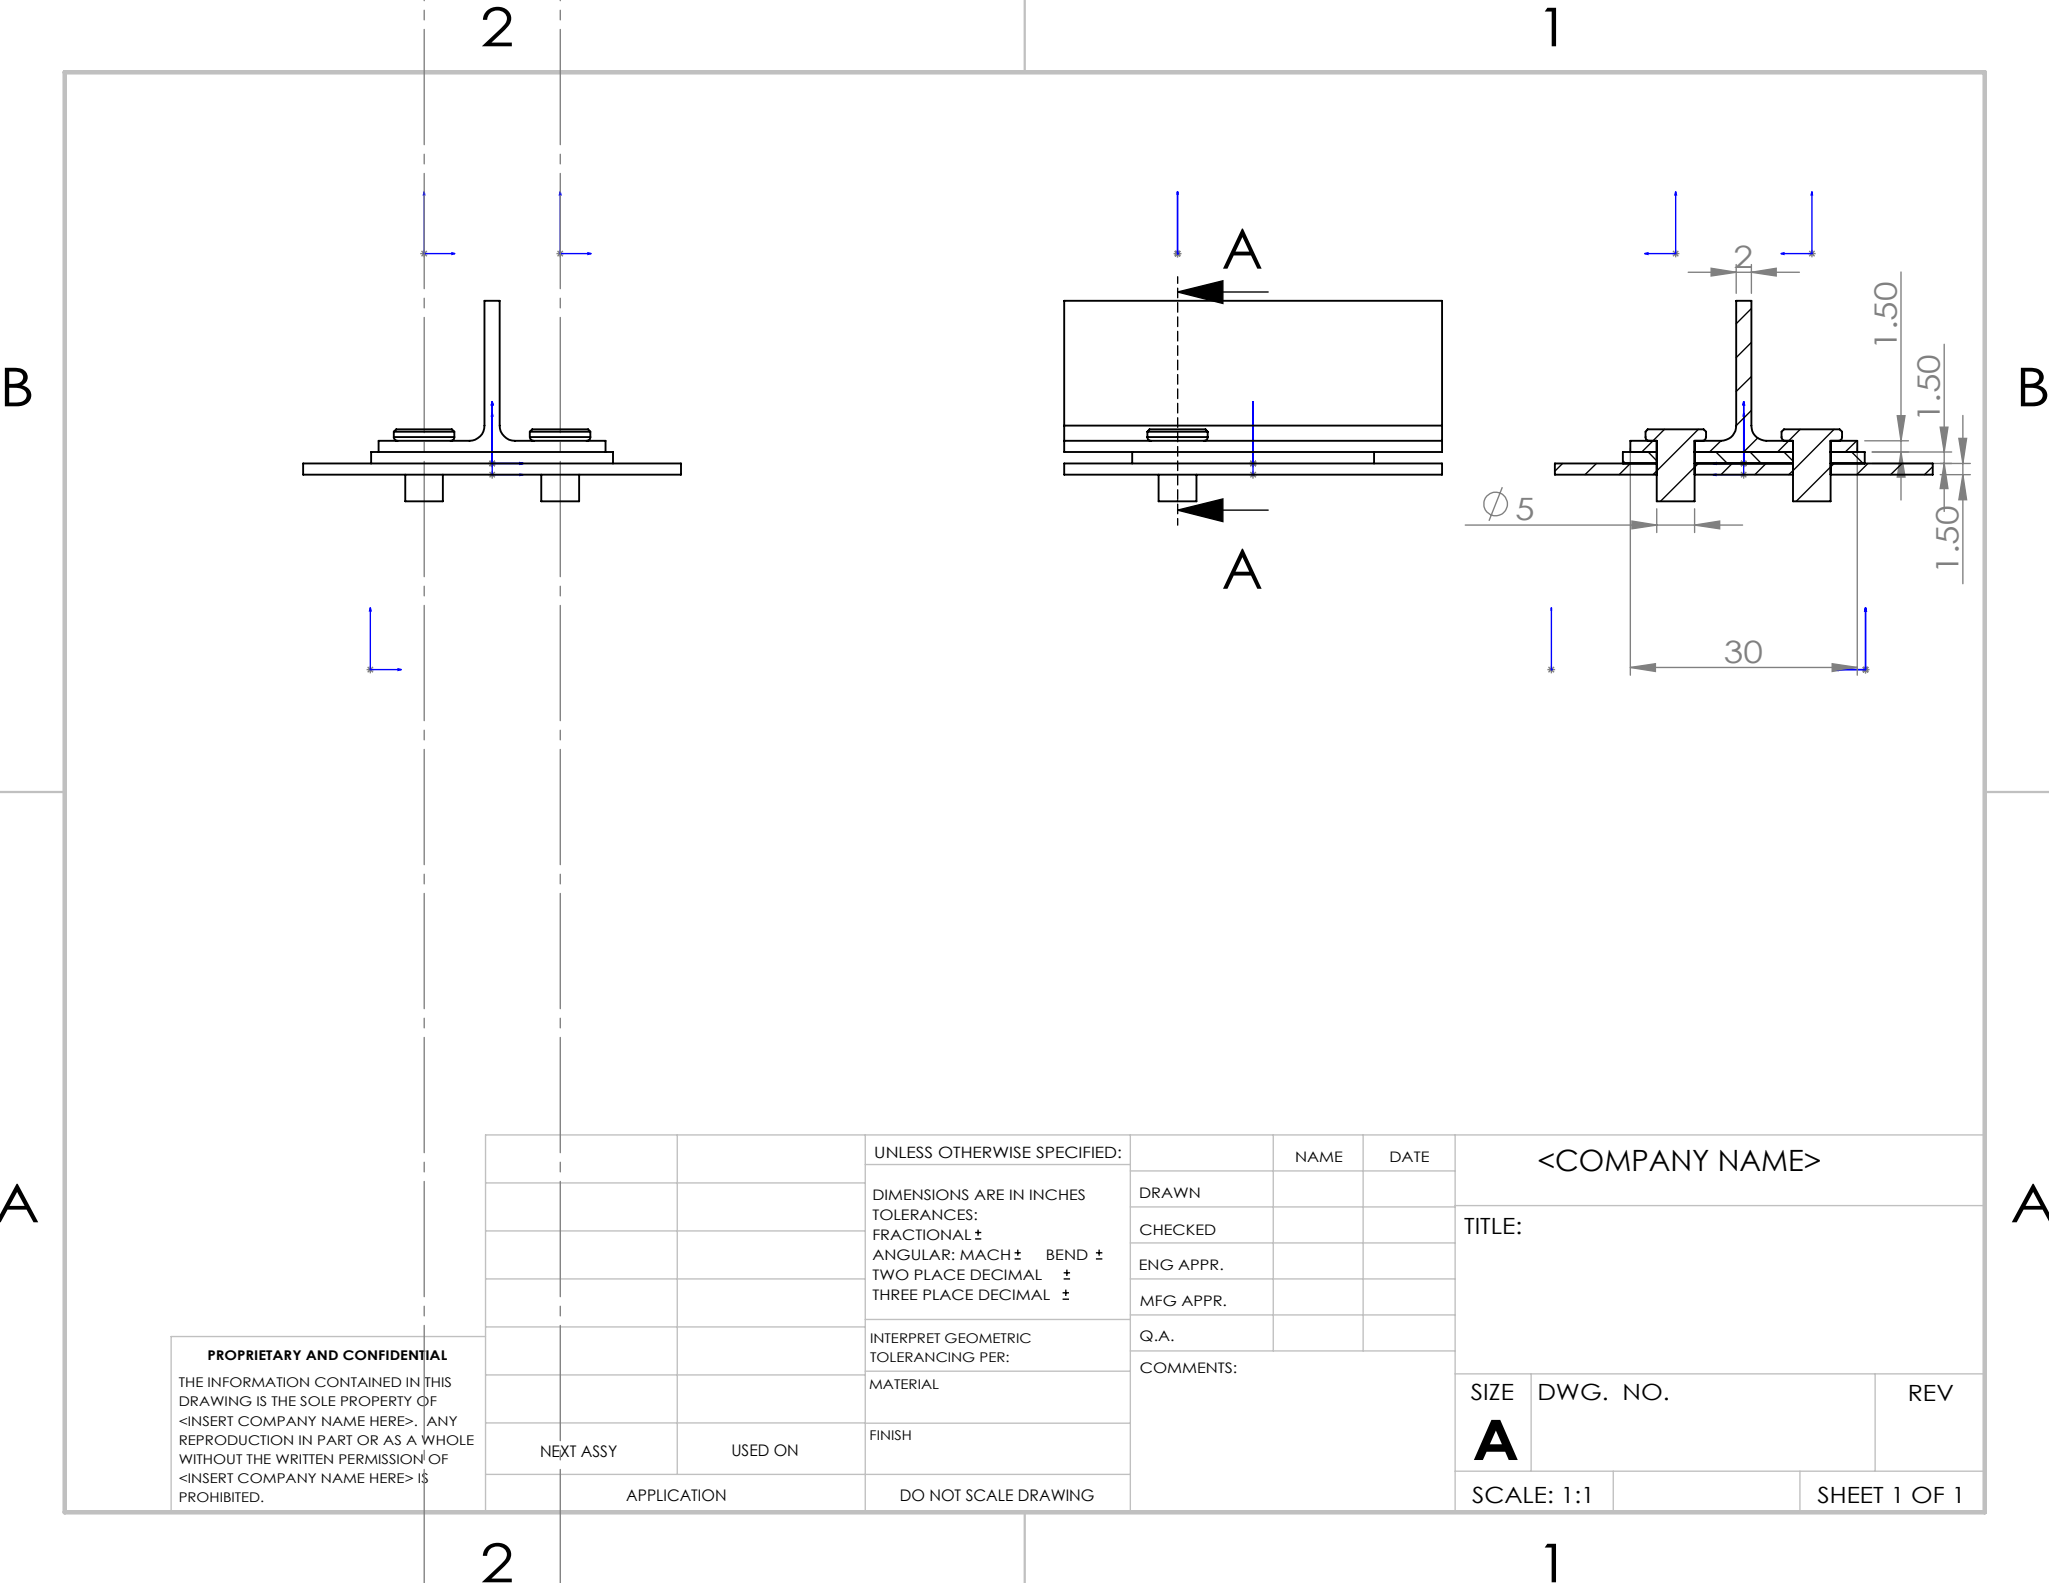 2
1
A
2
1.50
B
1.50
B
∅ 5
1.50
A
30
UNLESS OTHERWISE SPECIFIED:
DIMENSIONS ARE IN INCHES
TOLERANCES:
FRACTIONAL ±
ANGULAR: MACH ± BEND ±
TWO PLACE DECIMAL ±
THREE PLACE DECIMAL ±
INTERPRET GEOMETRIC
TOLERANCING PER:
MATERIAL
FINISH
DO NOT SCALE DRAWING
NAME DATE
DRAWN
CHECKED
ENG APPR.
MFG APPR.
Q.A.
COMMENTS:
<COMPANY NAME>
TITLE:
SIZE
A
DWG. NO.
REV
SCALE: 1:1
SHEET 1 OF 1
A
A
PROPRIETARY AND CONFIDENTIAL
THE INFORMATION CONTAINED IN THIS
DRAWING IS THE SOLE PROPERTY OF
<INSERT COMPANY NAME HERE>. ANY
REPRODUCTION IN PART OR AS A WHOLE
WITHOUT THE WRITTEN PERMISSION OF
<INSERT COMPANY NAME HERE> IS
PROHIBITED.
NEXT ASSY USED ON
APPLICATION
2
1